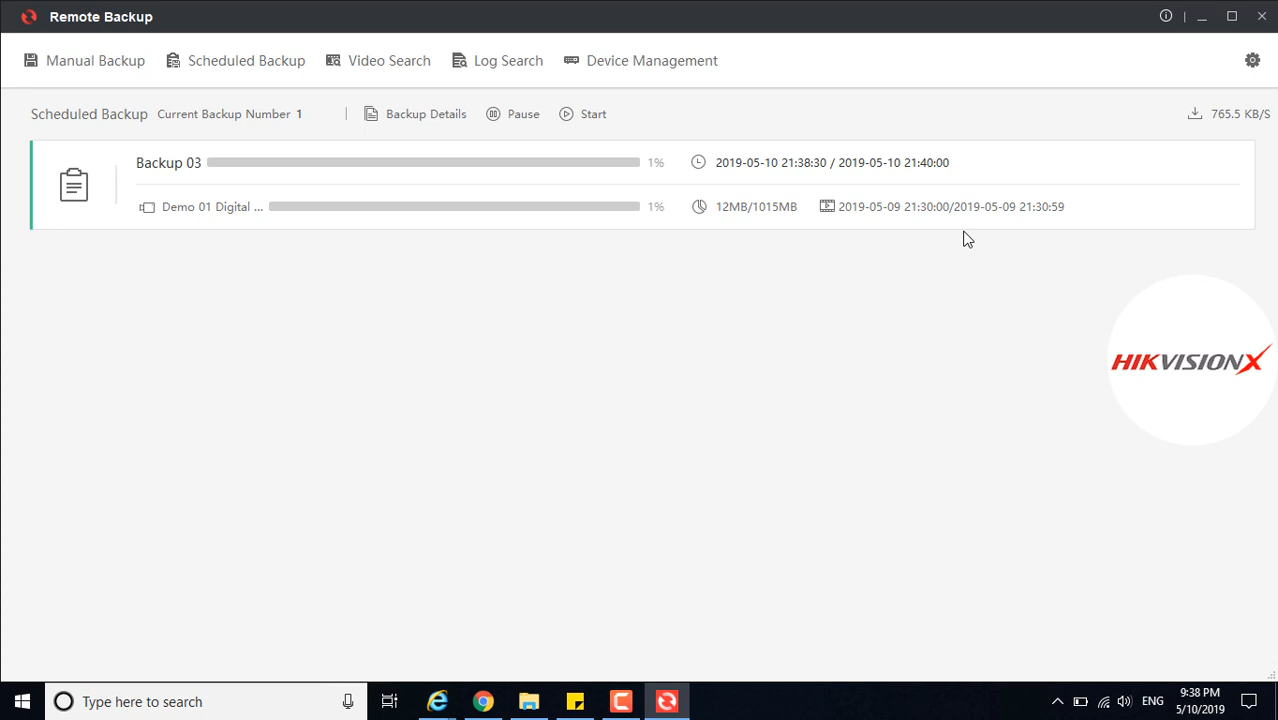 Remote Backup
Manual Backup Scheduled Backup Video Search Log Search Device Management
Scheduled Backup Current Backup Number 1 | Backup Details Pause Start 765.5 KB/S
Backup 03 1% 2019-05-10 21:38:30 / 2019-05-10 21:40:00
Demo 01 Digital ... 1% 12MB/1015MB 2019-05-09 21:30:00/2019-05-09 21:30:59
HIKVISIONX
Type here to search
ENG
9:38 PM
5/10/2019